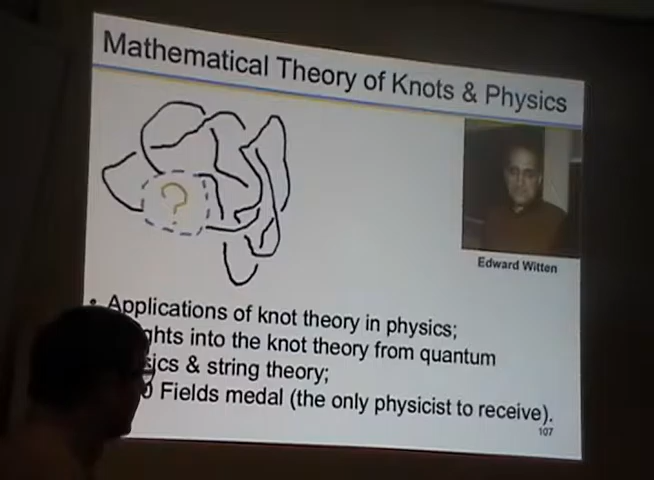 Mathematical Theory of Knots & Physics
?
Edward Witten
• Applications of knot theory in physics;
ghts into the knot theory from quantum
sics & string theory;
0 Fields medal (the only physicist to receive).
107